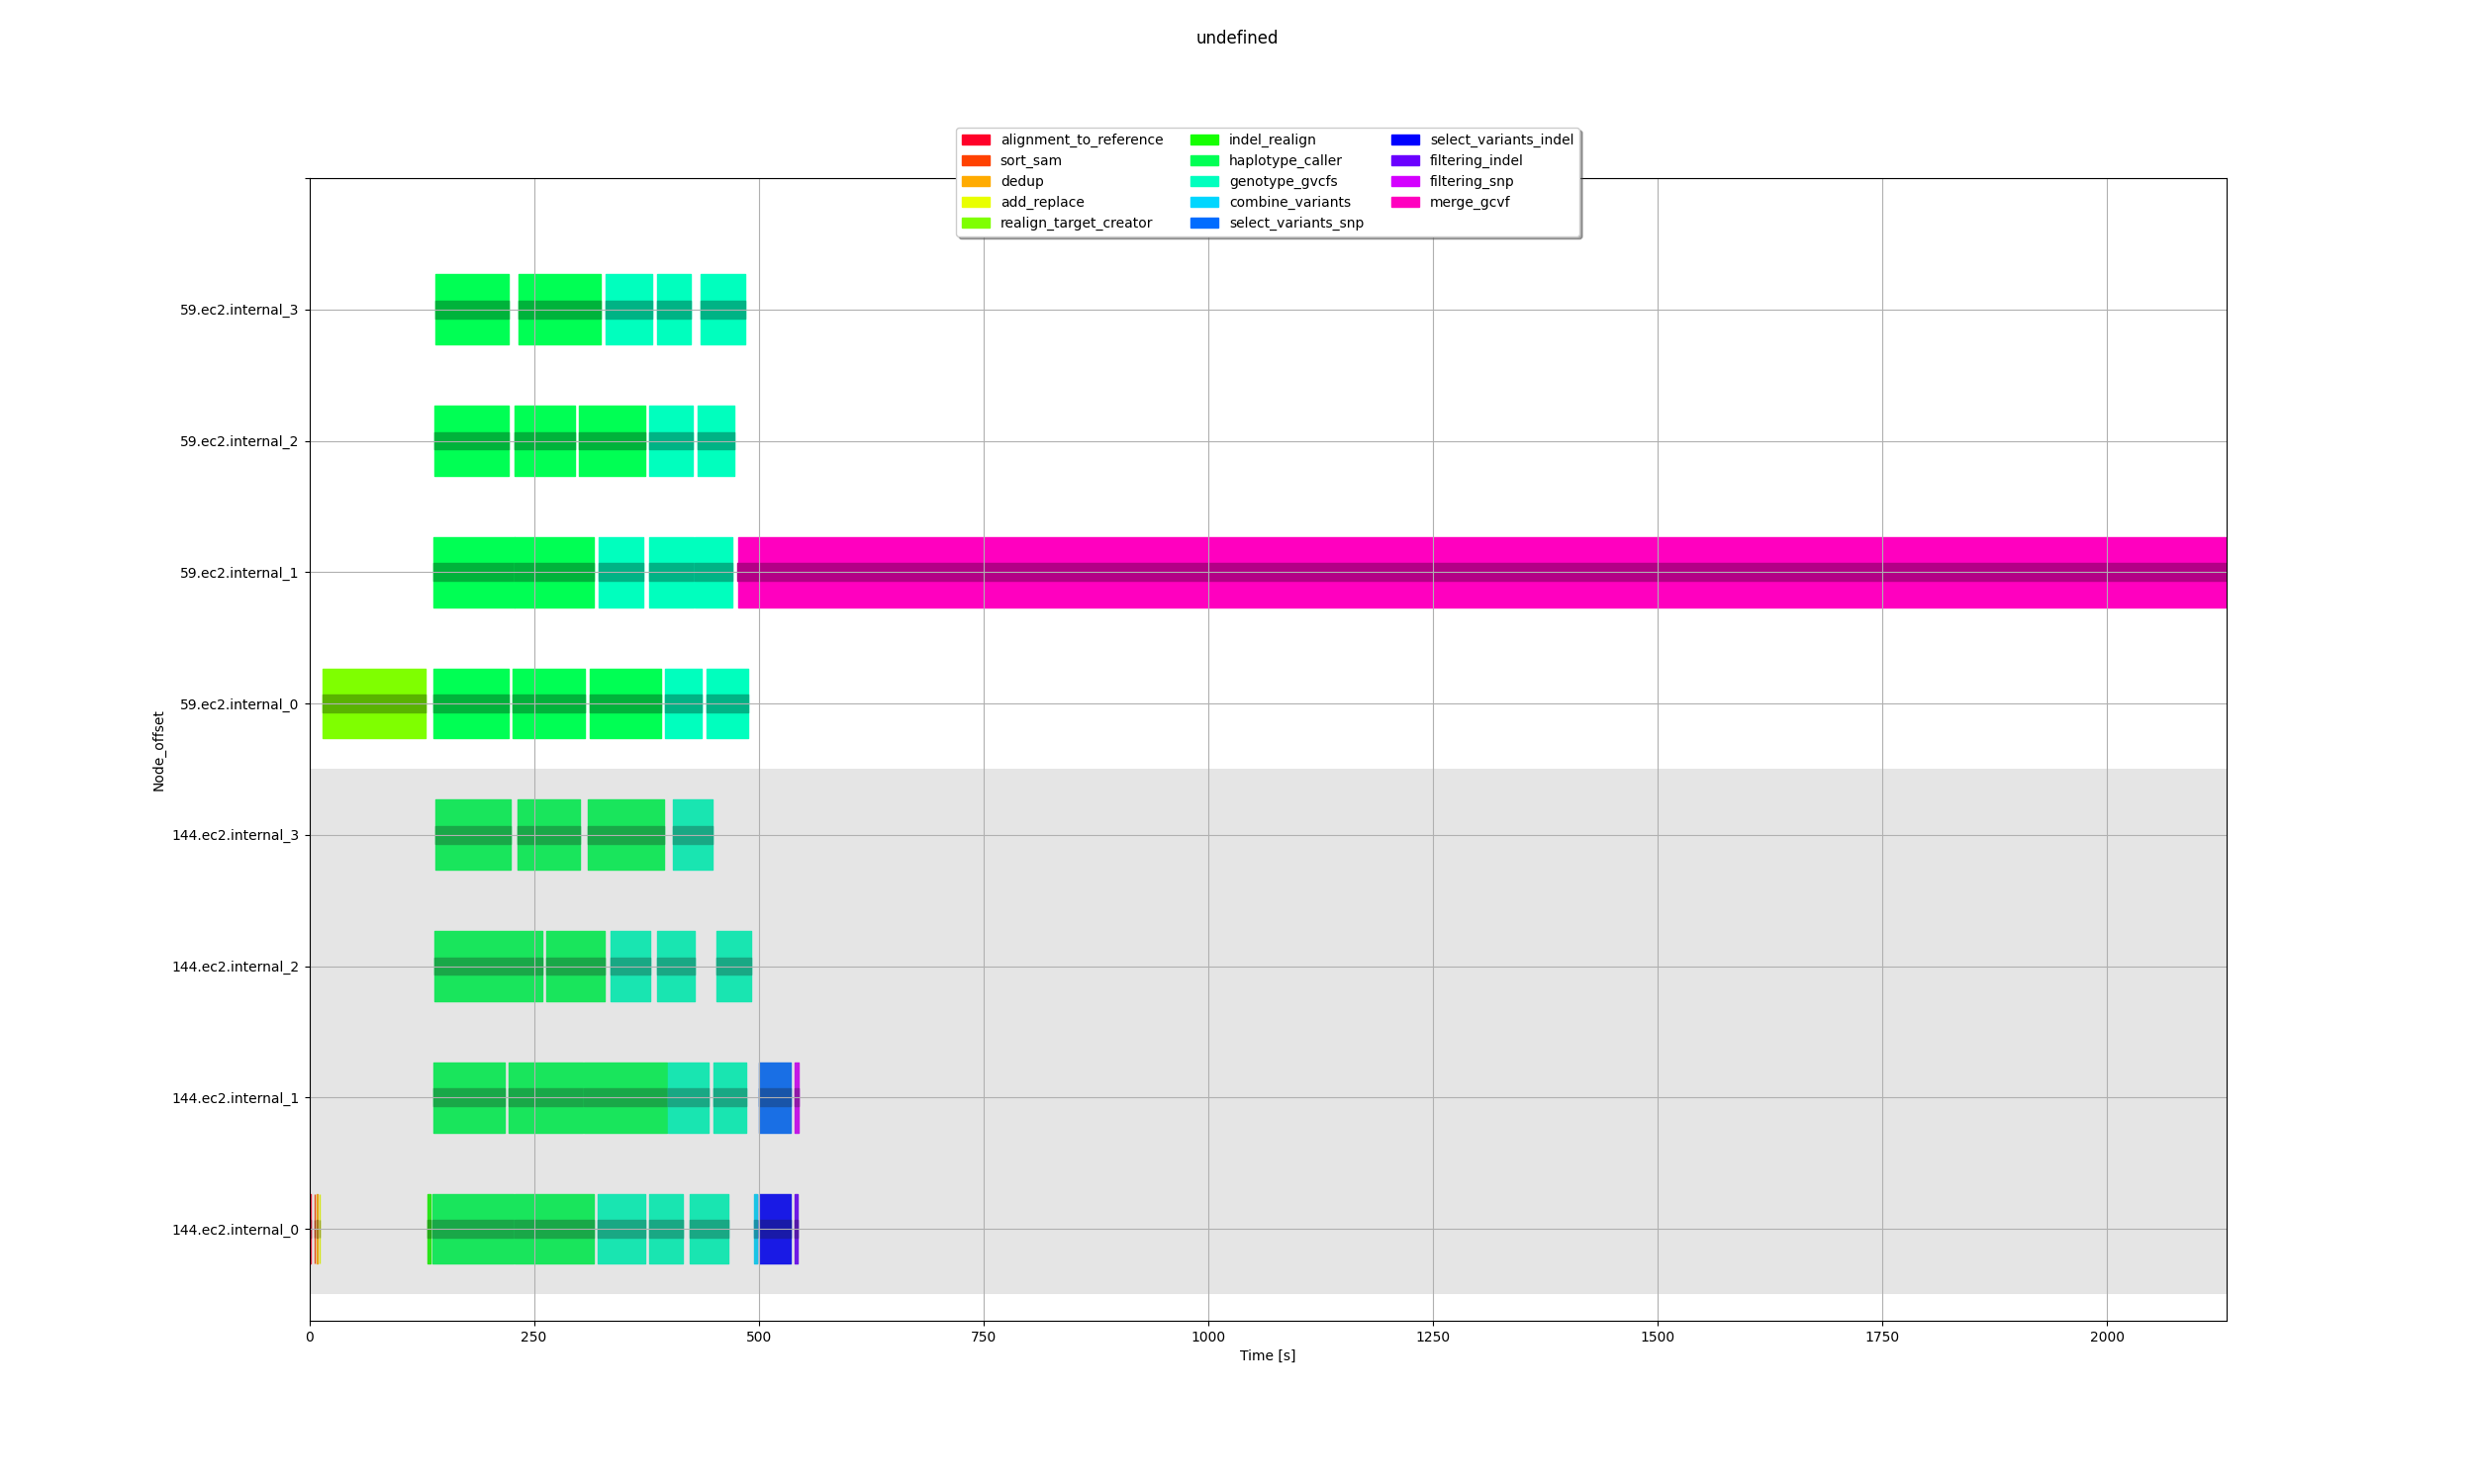 undefined
alignment_to_reference
sort_sam
dedup
add_replace
realign_target_creator
indel_realign
haplotype_caller
genotype_gvcfs
combine_variants
select_variants_snp
select_variants_indel
filtering_indel
filtering_snp
merge_gcvf
Node_offset
59.ec2.internal_3
59.ec2.internal_2
59.ec2.internal_1
59.ec2.internal_0
144.ec2.internal_3
144.ec2.internal_2
144.ec2.internal_1
144.ec2.internal_0
0 250 500 750 1000 1250 1500 1750 2000
Time [s]